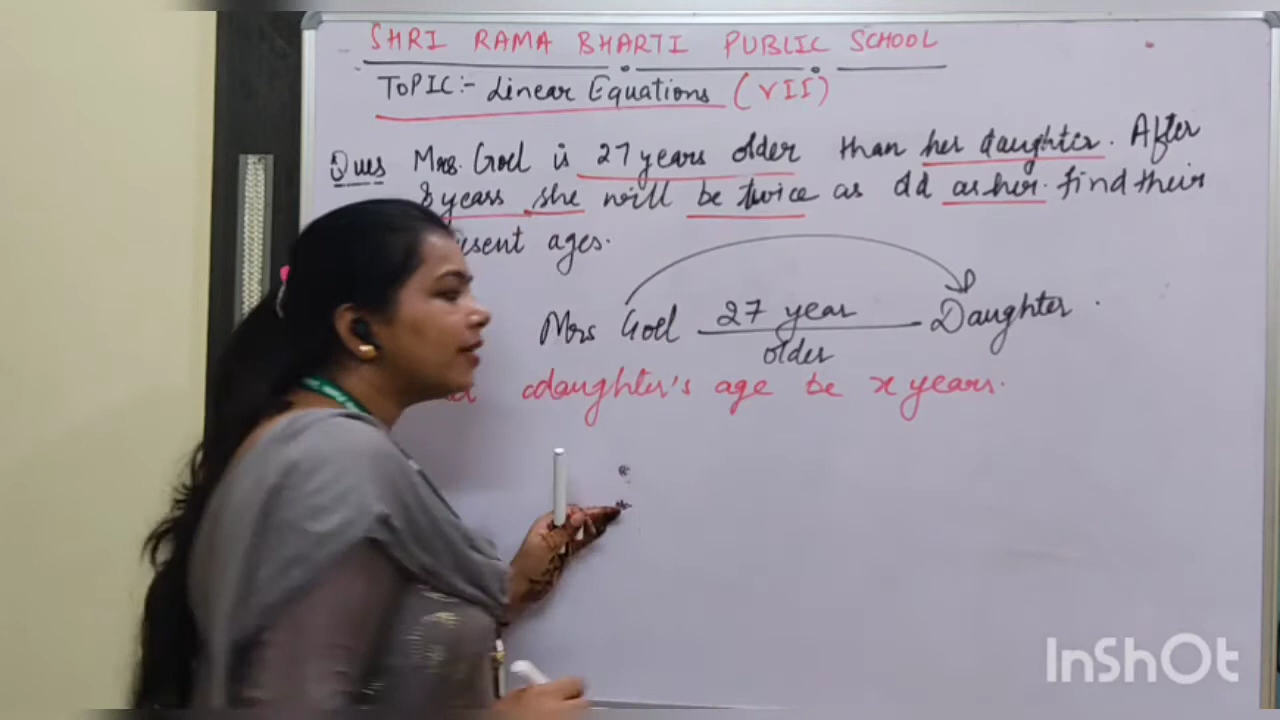 SHRI RAMA BHARTI PUBLIC SCHOOL
TOPIC:- Linear Equations (VII)
Ques Mrs. Goel is 27 years older than her daughter. After
8 years she will be twice as old as her. find their
ages.
Mrs Goel 27 year Daughter.
older
daughter's age be x years.
InShOt